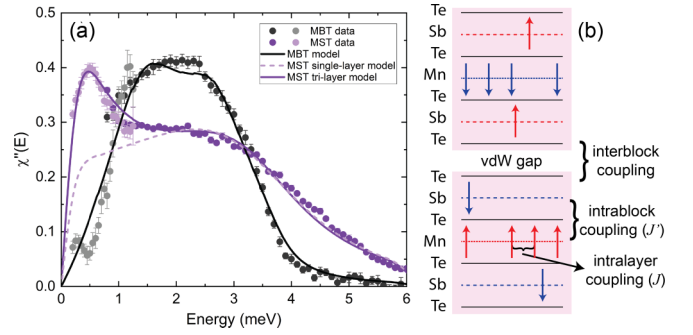 (a)
MBT data
MST data
MBT model
MST single-layer model
MST tri-layer model
χ''(E)
0.4
0.3
0.2
0.1
0.0
0
1
2
3
4
5
6
Energy (meV)
(b)
Te
Sb
Te
Mn
Te
Sb
Te
vdW gap
interblock
coupling
Te
Sb
Te
Mn
Te
Sb
Te
intrablock
coupling (J')
intralayer
coupling (J)